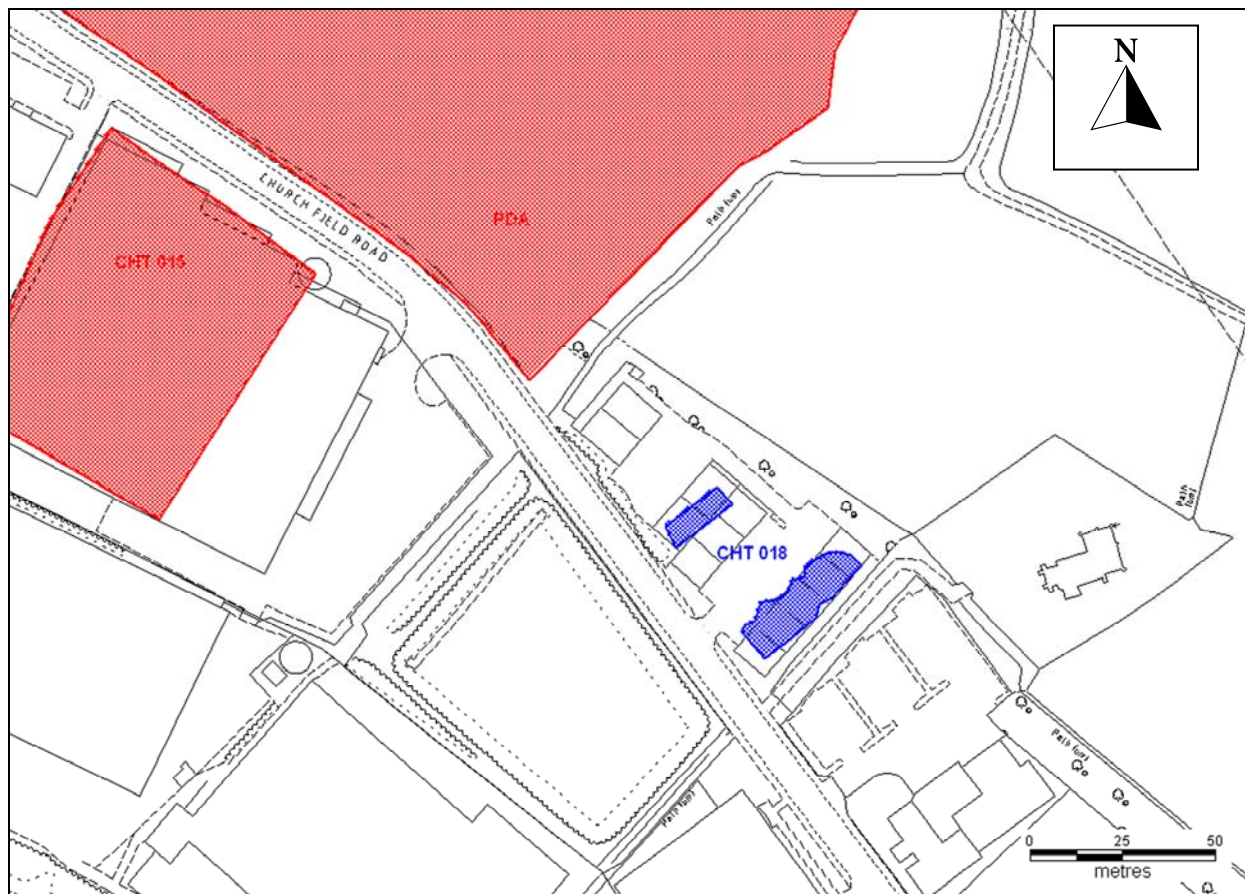 N
Path (um)
CHURCH FIELD ROAD
PDA
CHT 015
Path (um)
CHT 018
Path (um)
Path (um)
0 25 50
metres